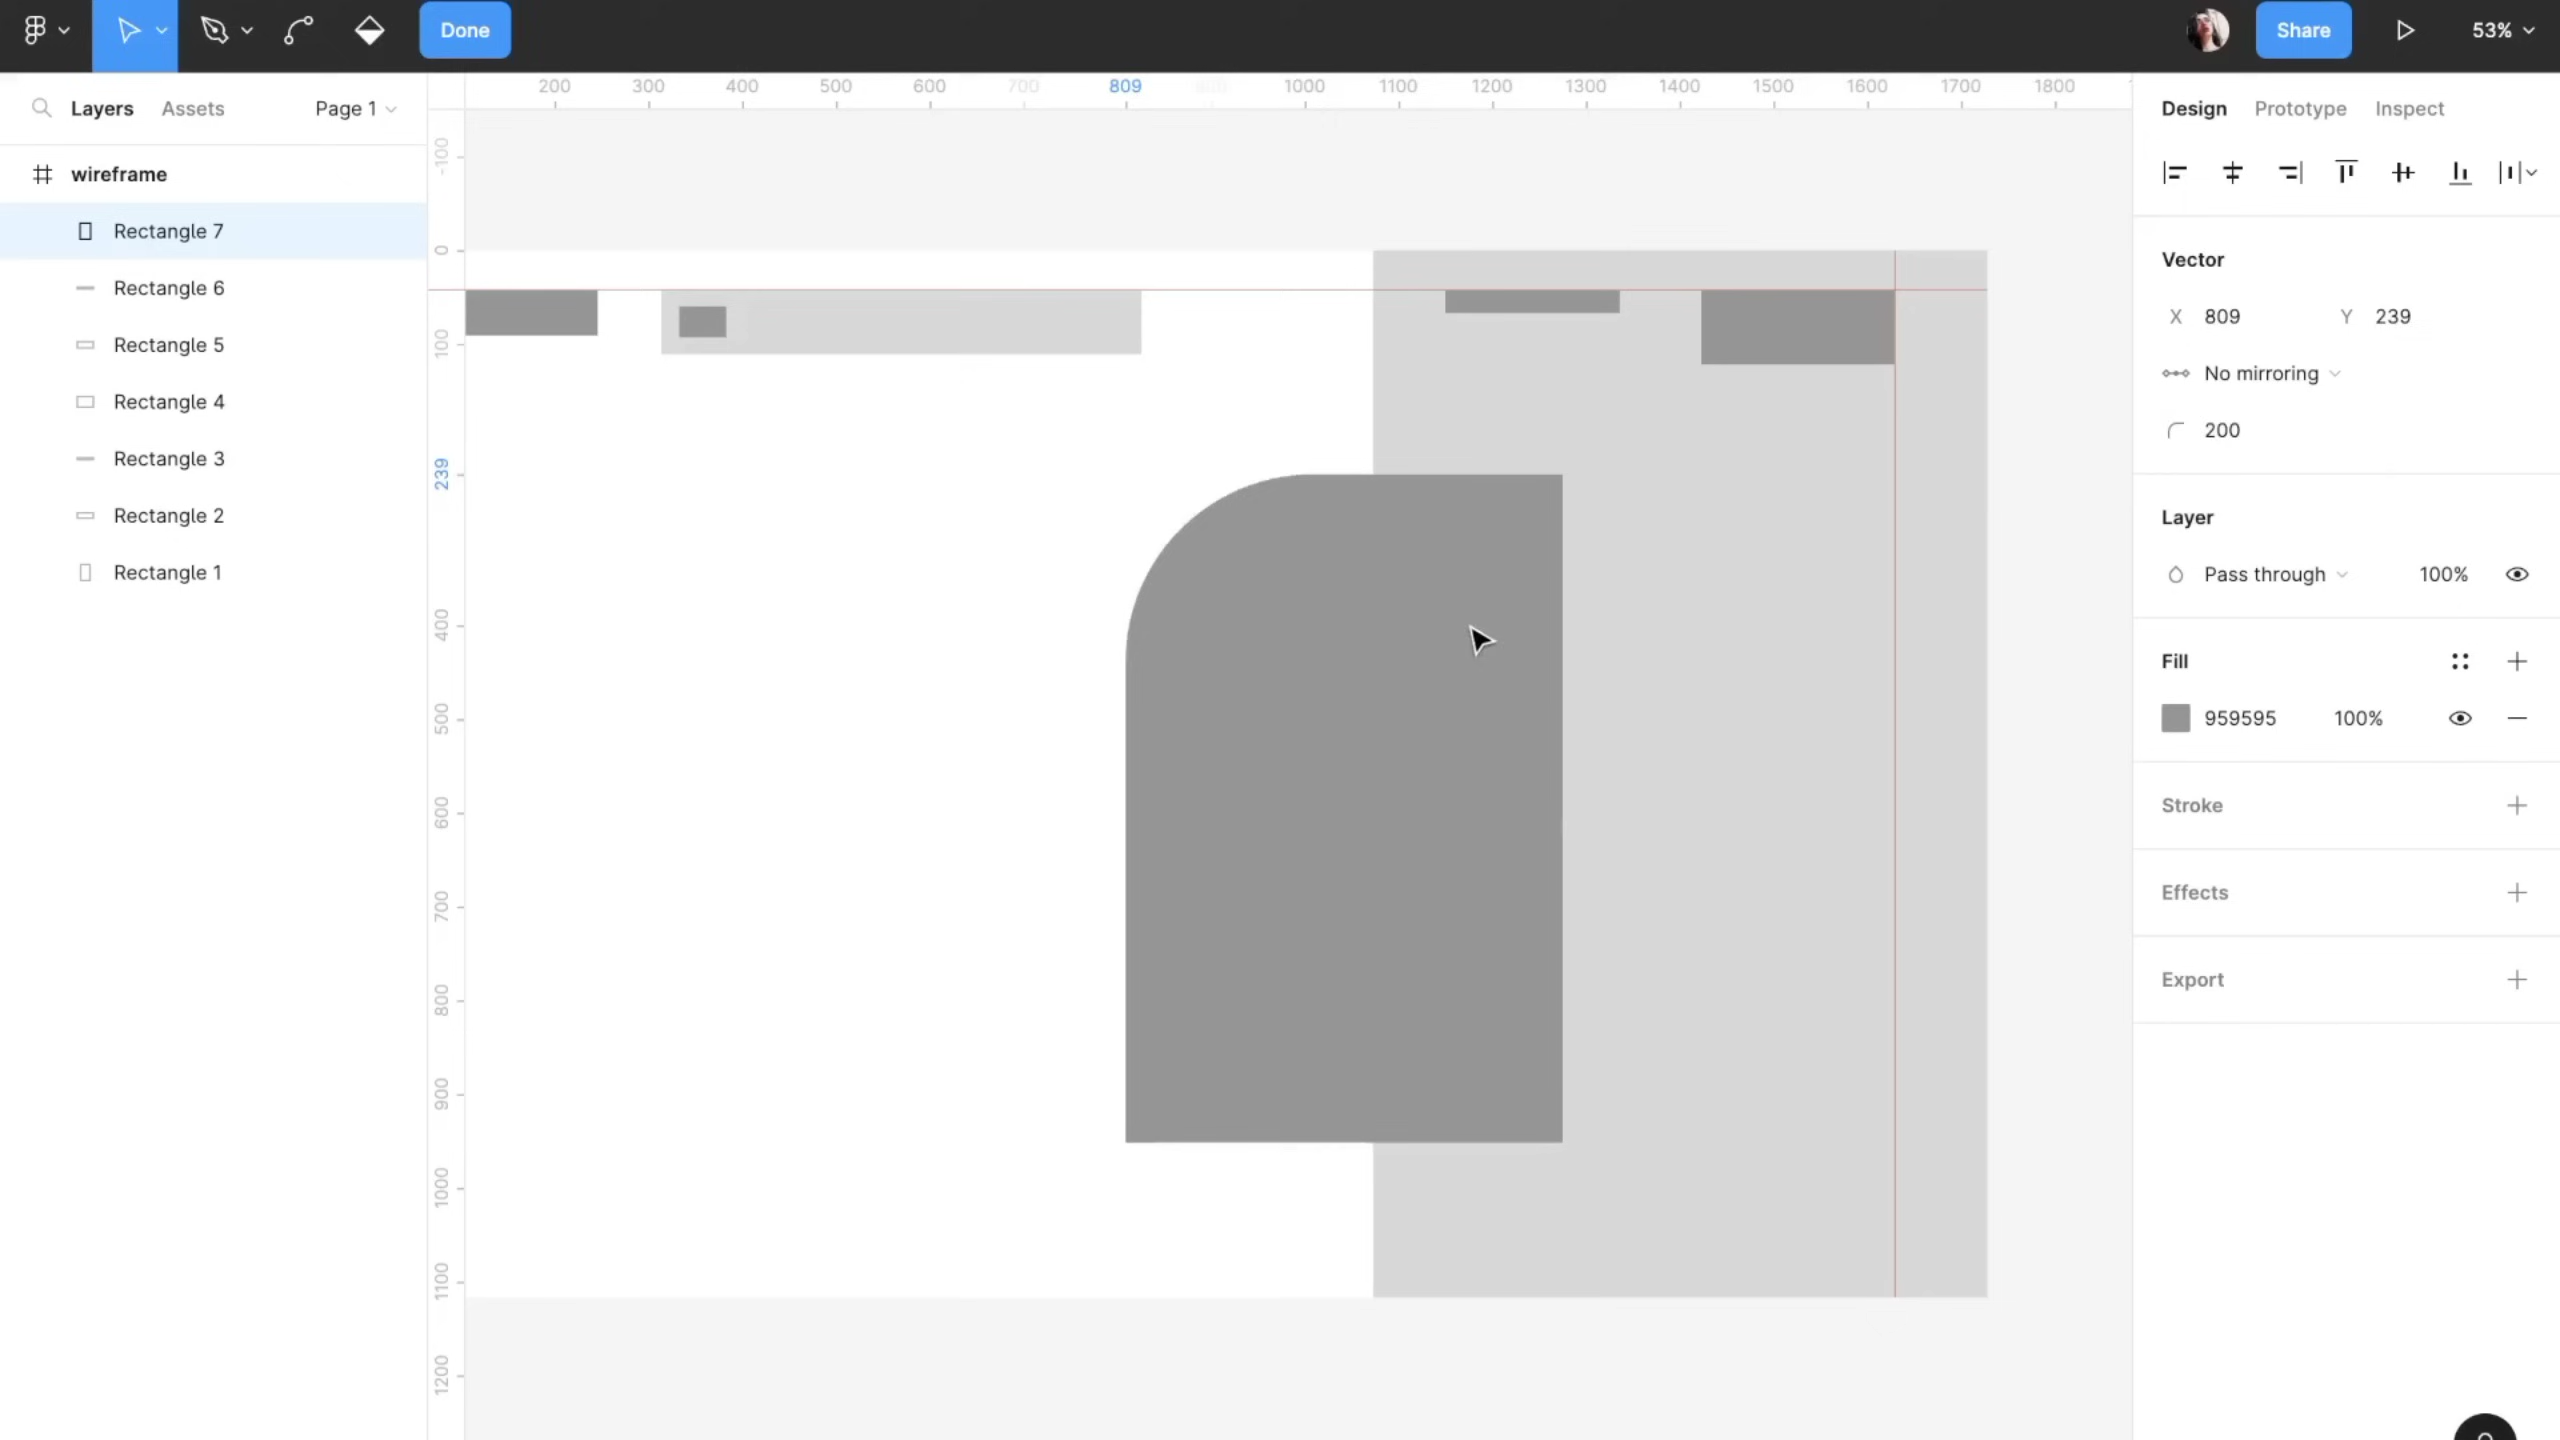 Done
Share
53%
Layers Assets Page 1
200 300 400 500 600 700 809 1000 1100 1200 1300 1400 1500 1600 1700 1800
Design Prototype Inspect
wireframe
Rectangle 7
Rectangle 6
Rectangle 5
Rectangle 4
Rectangle 3
Rectangle 2
Rectangle 1
-100
0
100
239
400
500
600
700
800
900
1000
1100
1200
Vector
X 809 Y 239
No mirroring
200
Layer
Pass through 100%
Fill
959595 100%
Stroke
Effects
Export